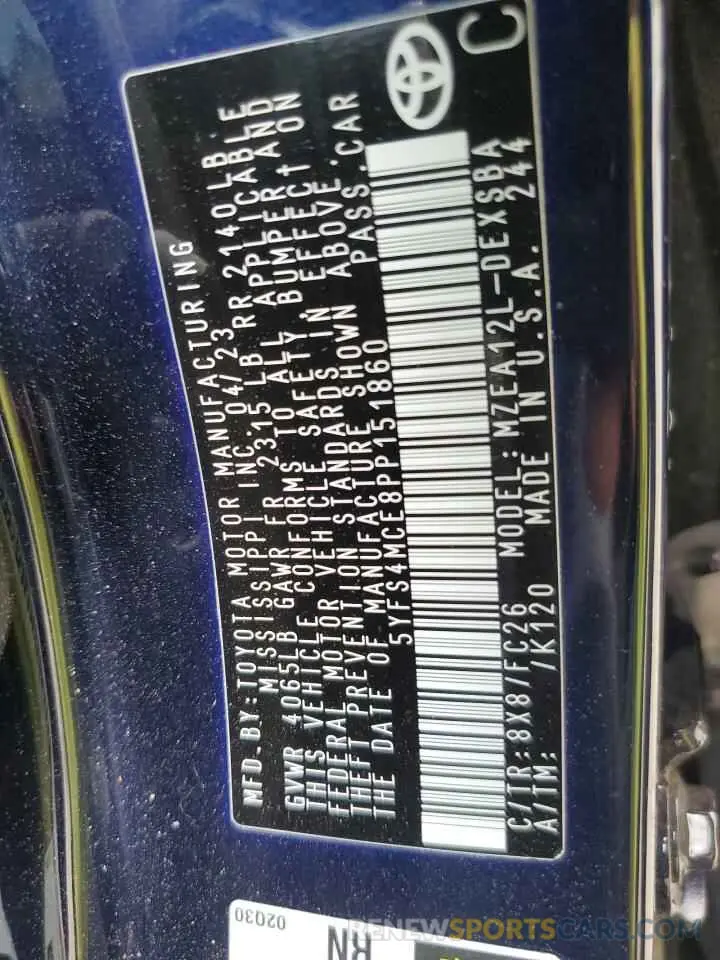 MFD.BY:TOYOTA MOTOR MANUFACTURING
MISSISSIPPI INC. 04/23
GVWR 4065LB GAWR FR 2315 LB RR 2140 LB
THIS VEHICLE CONFORMS TO ALL APPLICABLE
FEDERAL MOTOR VEHICLE SAFETY, BUMPER AND
THEFT PREVENTION STANDARDS IN EFFECT ON
THE DATE OF MANUFACTURE SHOWN ABOVE.
5YFS4MCE8PP151860 PASS.CAR
C
C/TR:8X8/FC26 MODEL:MZEA12L-DEXSBA
A/TM: /K120 MADE IN U.S.A. 244
02Q30
RN
RENEWSPORTSCARS.COM